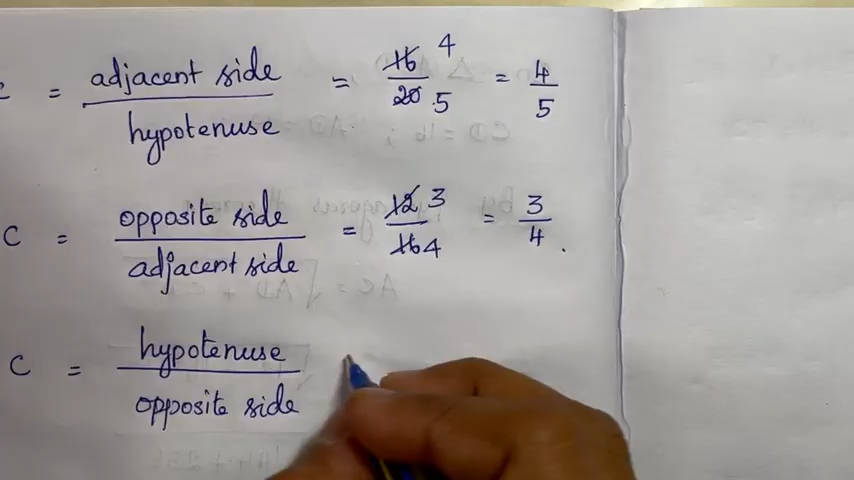 = adjacent side / hypotenuse = 16 4 / 20 5 = 4 / 5
C = opposite side / adjacent side = 12 3 / 16 4 = 3 / 4 .
C = hypotenuse / opposite side